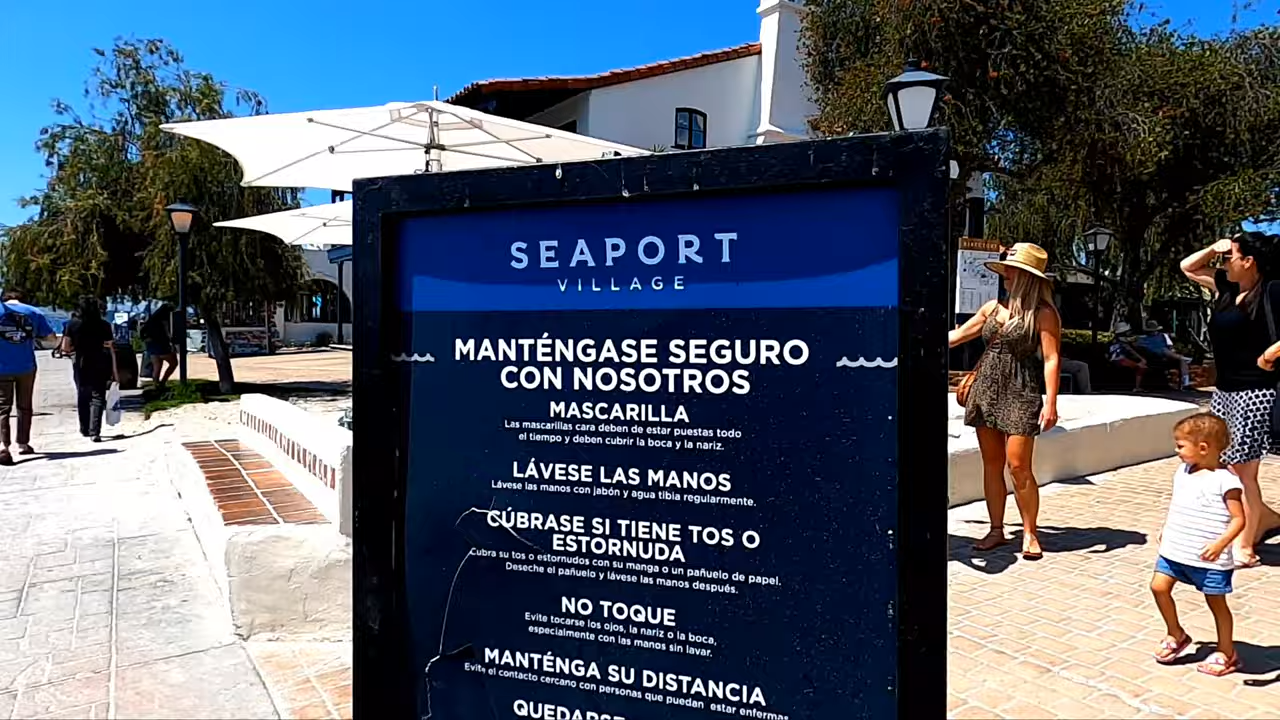 SEAPORT
VILLAGE
MANTÉNGASE SEGURO
CON NOSOTROS
MASCARILLA
Las mascarillas cara deben de estar puestas todo
el tiempo y deben cubrir la boca y la nariz.
LÁVESE LAS MANOS
Lávese las manos con jabón y agua tibia regularmente.
CÚBRASE SI TIENE TOS O
ESTORNUDA
Cubra su tos o estornudos con su manga o un pañuelo de papel.
Deseche el pañuelo y lávese las manos después.
NO TOQUE
Evite tocarse los ojos, la nariz o la boca,
especialmente con las manos sin lavar.
MANTÉNGA SU DISTANCIA
Evite el contacto cercano con personas que puedan estar enfermas
QUEDARSE
DIRECTORY